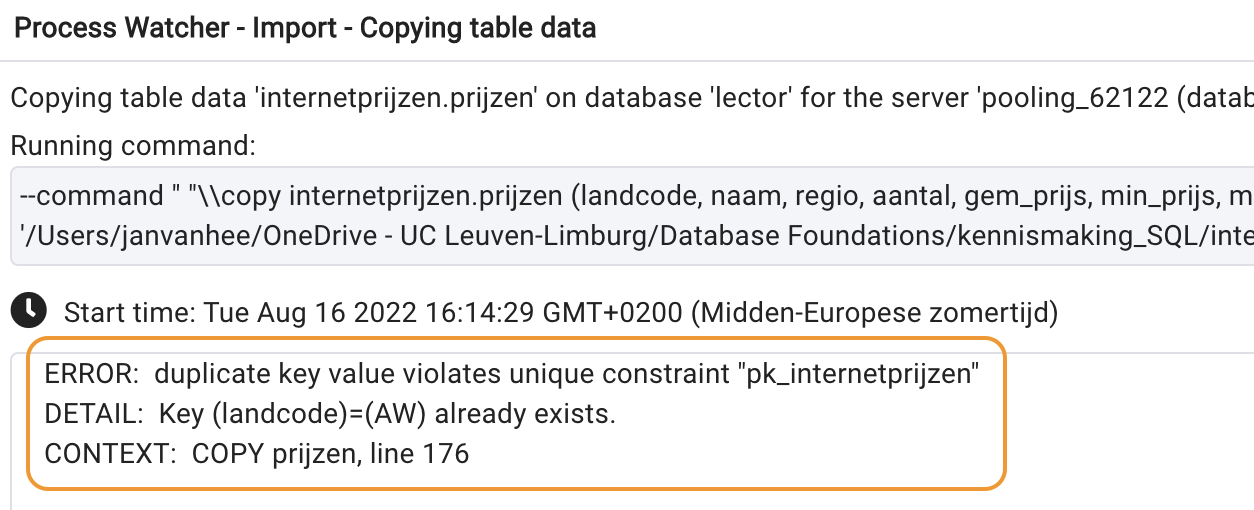 Process Watcher - Import - Copying table data
Copying table data 'internetprijzen.prijzen' on database 'lector' for the server 'pooling_62122 (datab
Running command:
--command " "\\copy internetprijzen.prijzen (landcode, naam, regio, aantal, gem_prijs, min_prijs, m
'/Users/janvanhee/OneDrive - UC Leuven-Limburg/Database Foundations/kennismaking_SQL/inte
Start time: Tue Aug 16 2022 16:14:29 GMT+0200 (Midden-Europese zomertijd)
ERROR:  duplicate key value violates unique constraint "pk_internetprijzen"
DETAIL:  Key (landcode)=(AW) already exists.
CONTEXT:  COPY prijzen, line 176